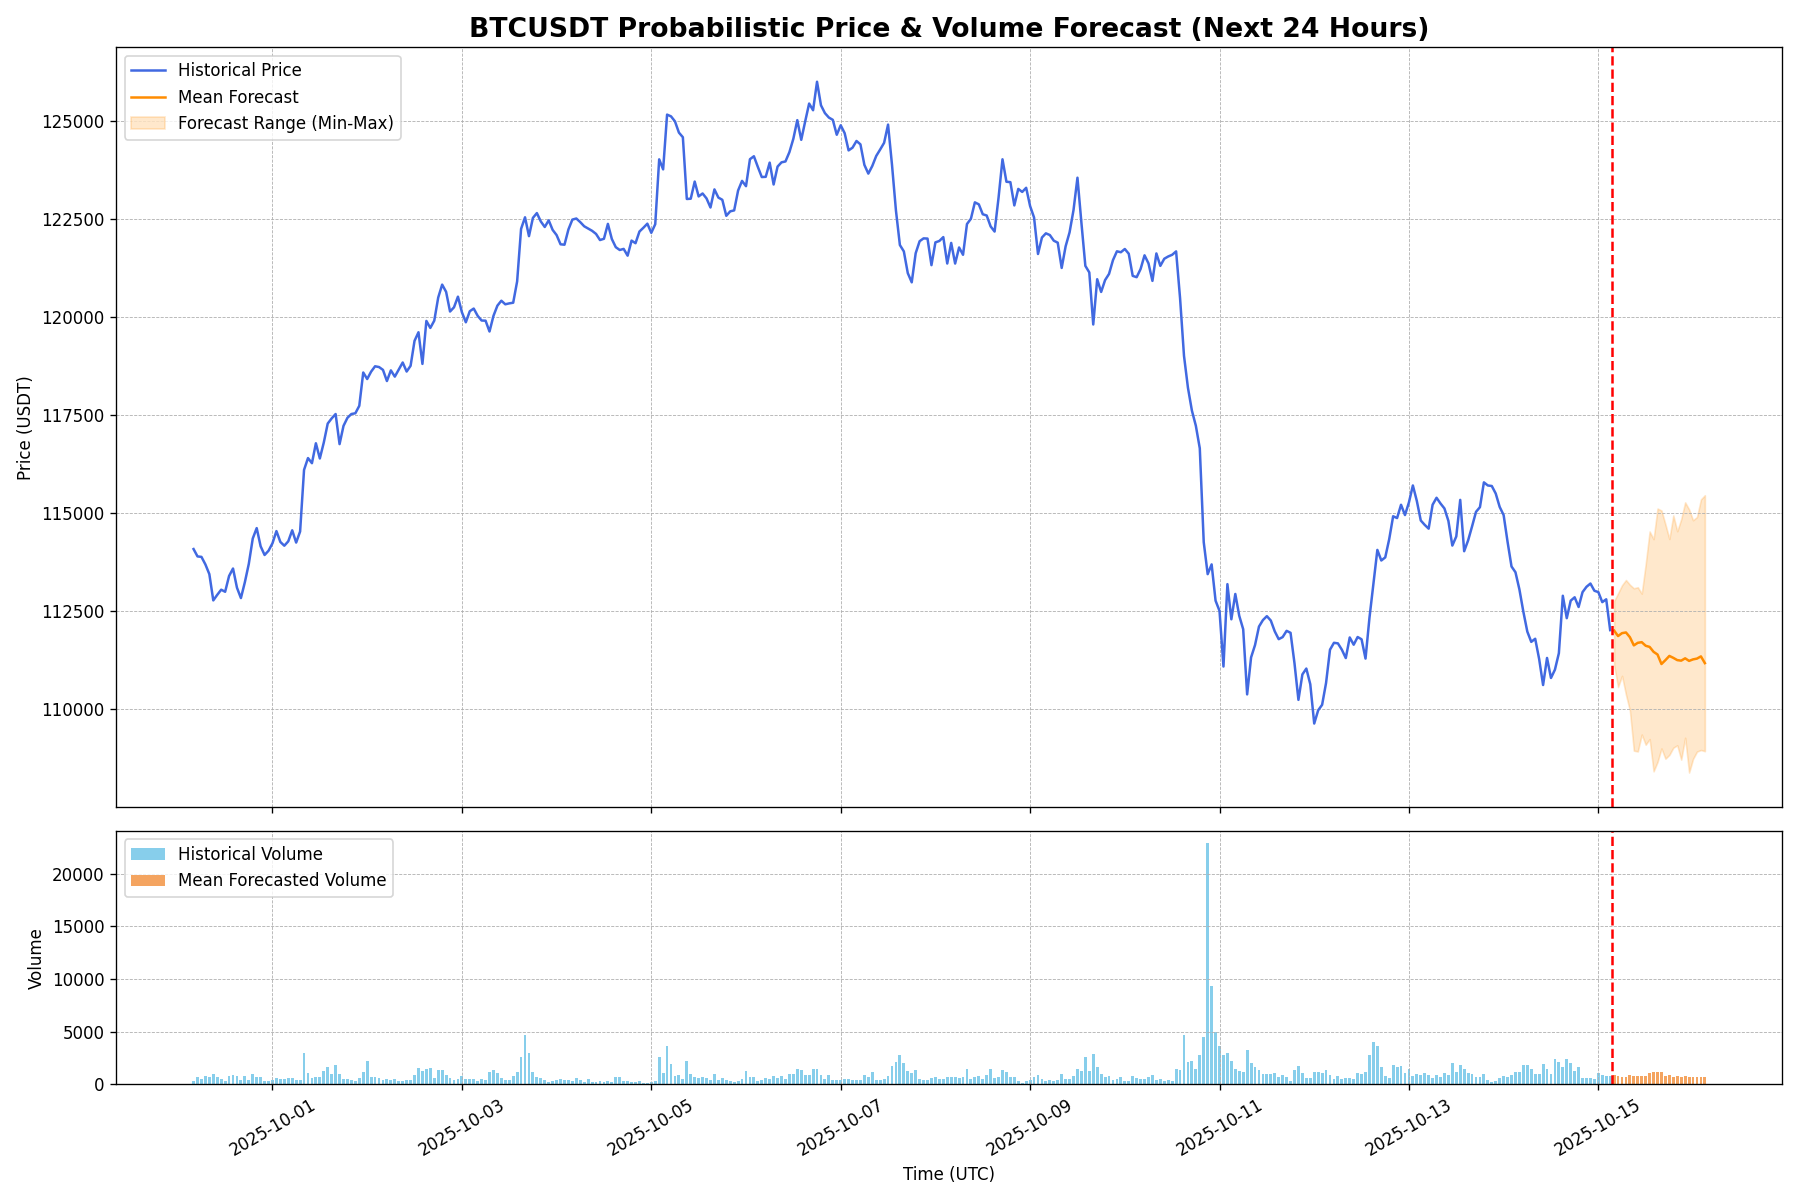 BTCUSDT Probabilistic Price & Volume Forecast (Next 24 Hours)
Historical Price
Mean Forecast
Forecast Range (Min-Max)
125000
122500
120000
117500
115000
112500
110000
Price (USDT)
Historical Volume
Mean Forecasted Volume
20000
15000
10000
5000
0
Volume
2025-10-01
2025-10-03
2025-10-05
2025-10-07
2025-10-09
2025-10-11
2025-10-13
2025-10-15
Time (UTC)